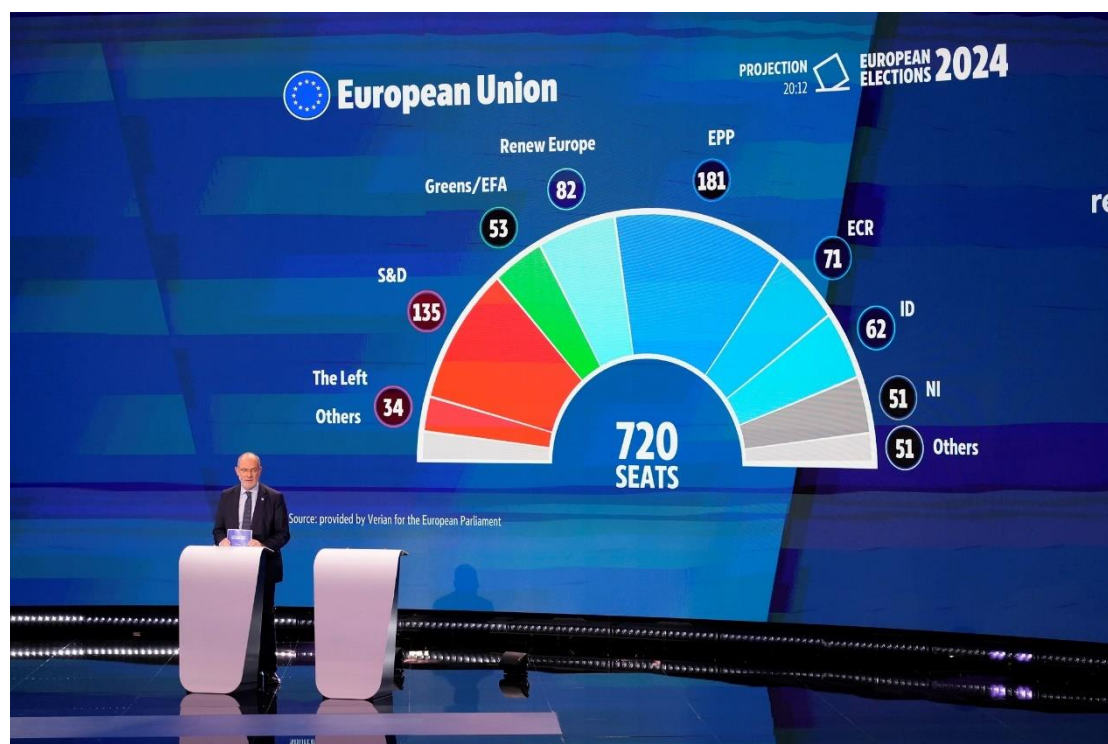 European Union
PROJECTION
20:12
EUROPEAN
ELECTIONS 2024
re
Renew Europe
82
EPP
181
Greens/EFA
53
ECR
71
S&D
135
ID
62
The Left
34
Others
NI
51
51 Others
720
SEATS
Source: provided by Verian for the European Parliament